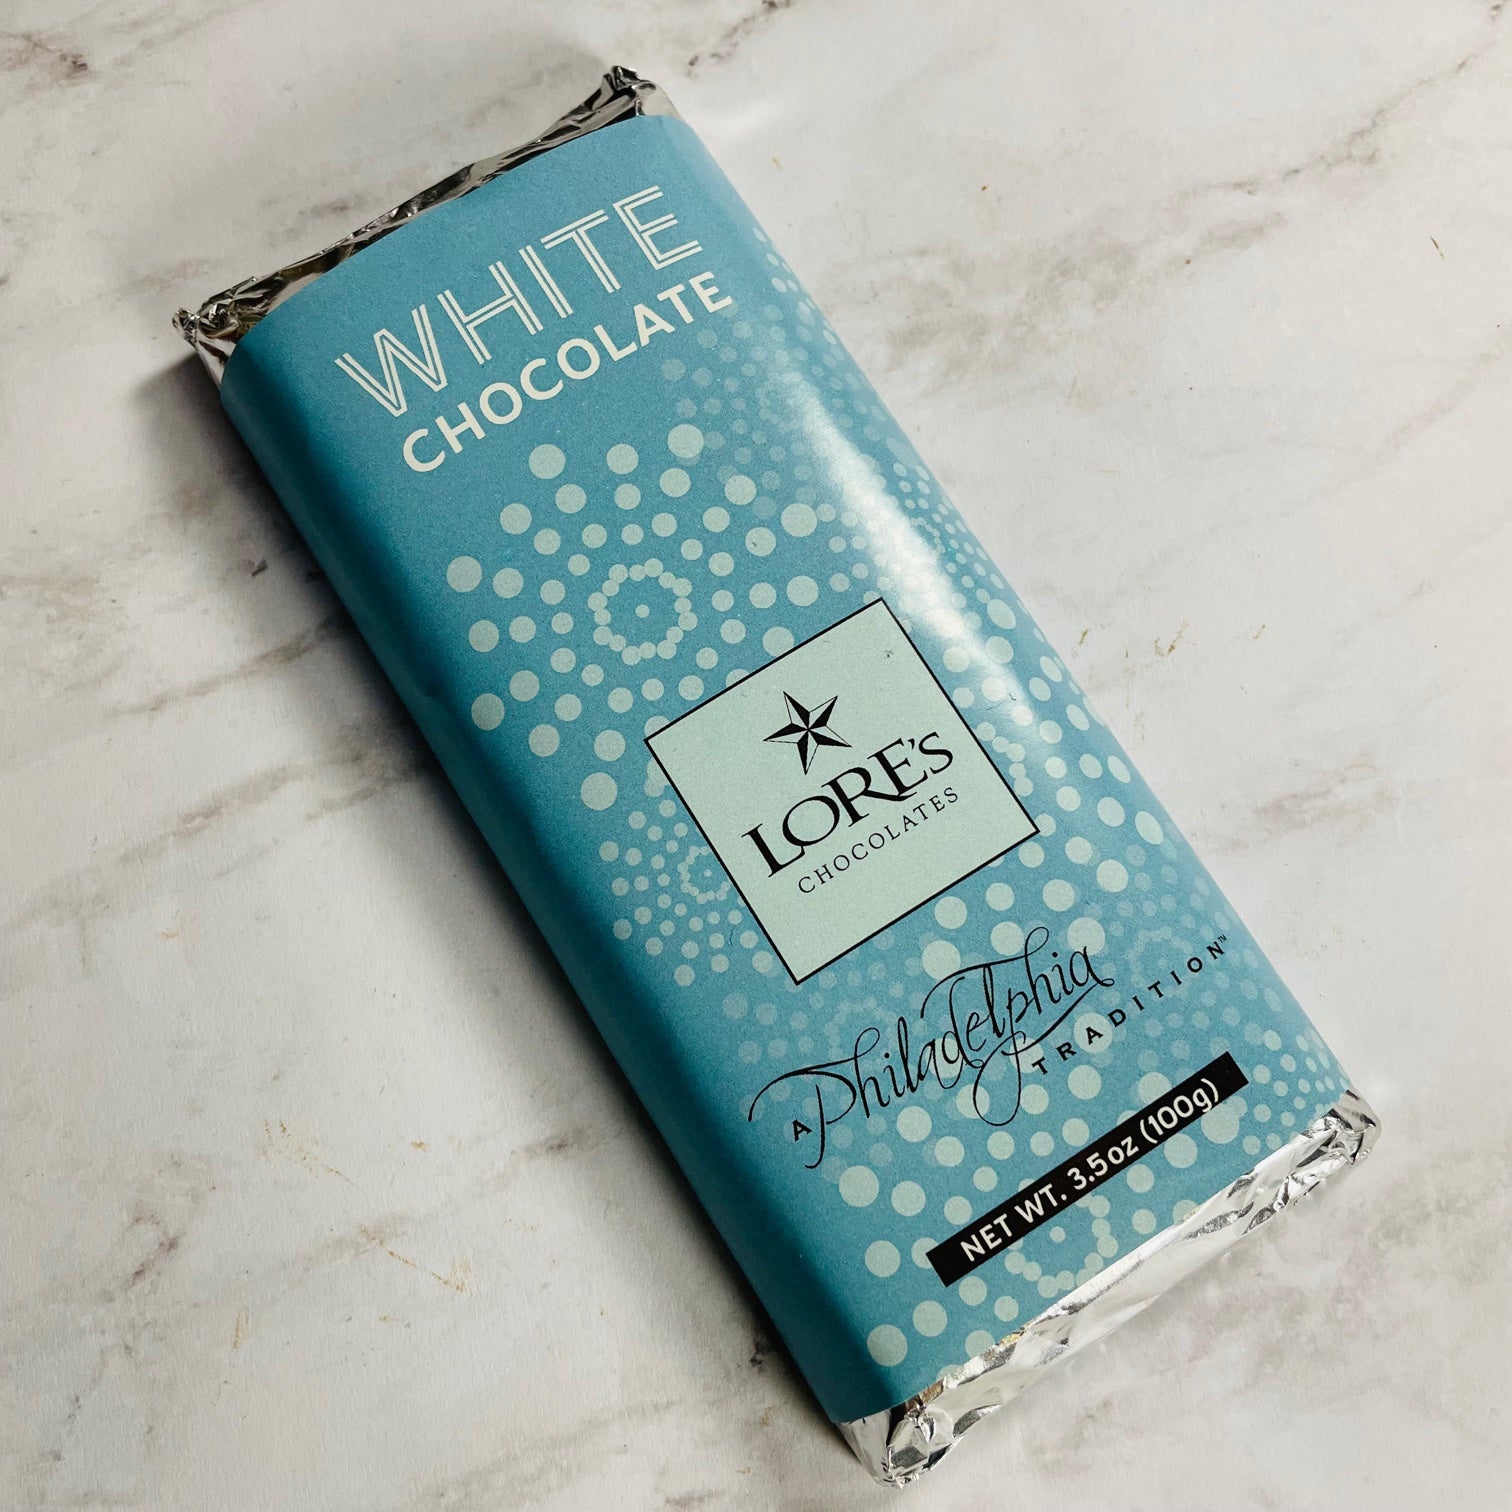 WHITE
CHOCOLATE
LORE'S
CHOCOLATES
A Philadelphia
TRADITION™
NET WT. 3.5oz (100g)